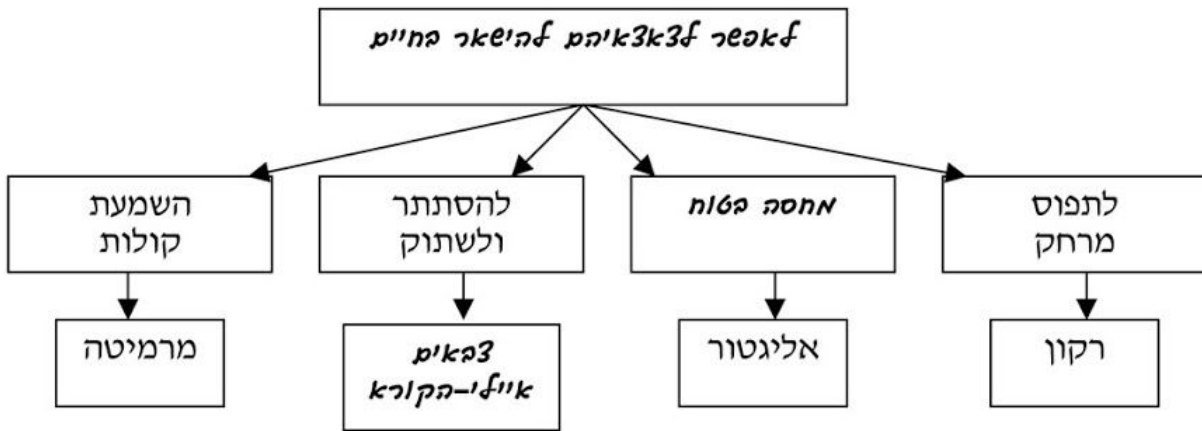 לאפשר לצאצאיהם להישאר בחיים
לתפוס
מרחק
מחסה בטוח
להסתתר
ולשתוק
השמעת
קולות
רקון
אליגטור
צבאים
איילי-הקורא
מרמיטה